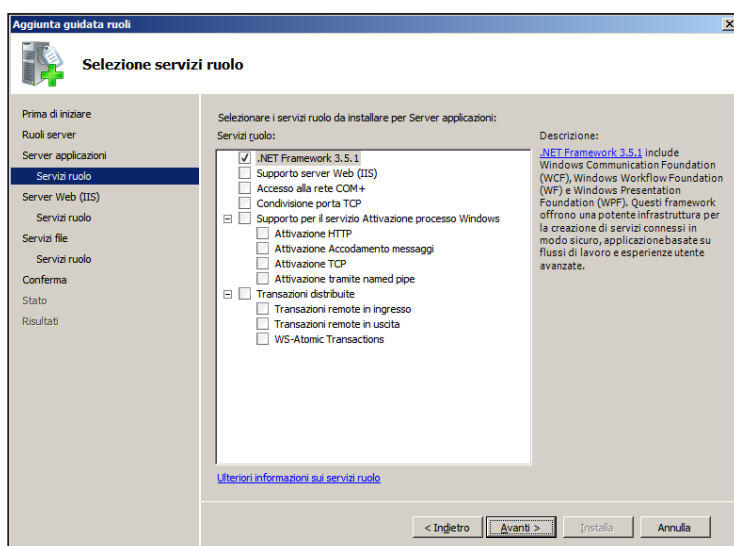 Aggiunta guidata ruoli
Selezione servizi ruolo
Prima di iniziare
Ruoli server
Server applicazioni
Servizi ruolo
Server Web (IIS)
Servizi ruolo
Servizi file
Servizi ruolo
Conferma
Stato
Risultati
Selezionare i servizi ruolo da installare per Server applicazioni:
Servizi ruolo:
.NET Framework 3.5.1
Supporto server Web (IIS)
Accesso alla rete COM+
Condivisione porta TCP
Supporto per il servizio Attivazione processo Windows
Attivazione HTTP
Attivazione Accodamento messaggi
Attivazione TCP
Attivazione tramite named pipe
Transazioni distribuite
Transazioni remote in ingresso
Transazioni remote in uscita
WS-Atomic Transactions
Ulteriori informazioni sui servizi ruolo
Descrizione:
.NET Framework 3.5.1 include
Windows Communication Foundation
(WCF), Windows Workflow Foundation
(WF) e Windows Presentation
Foundation (WPF). Questi framework
offrono una potente infrastruttura per
la creazione di servizi connessi in
modo sicuro, applicazione basate su
flussi di lavoro e esperienze utente
avanzate.
< Indietro
Avanti >
Installa
Annulla